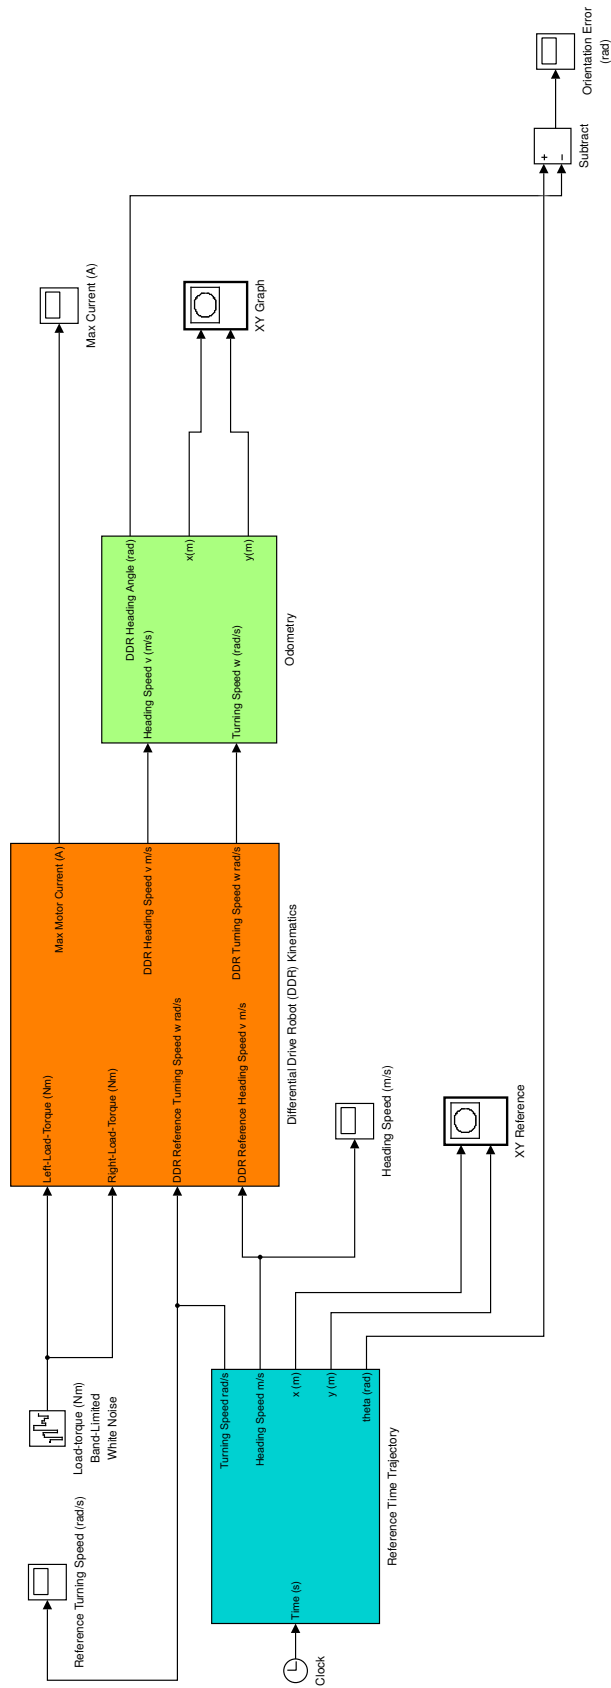 Reference Turning Speed (rad/s)
Load-torque (Nm)
Band-Limited
White Noise
Clock
Time (s)
Turning Speed rad/s
Heading Speed m/s
x (m)
y (m)
theta (rad)
Reference Time Trajectory
Left-Load-Torque (Nm)
Right-Load-Torque (Nm)
DDR Reference Turning Speed w rad/s
DDR Reference Heading Speed v m/s
Max Motor Current (A)
DDR Heading Speed v m/s
DDR Turning Speed w rad/s
Differential Drive Robot (DDR) Kinematics
Heading Speed (m/s)
XY Reference
Heading Speed v (m/s)
Turning Speed w (rad/s)
DDR Heading Angle (rad)
x(m)
y(m)
Odometry
Max Current (A)
XY Graph
+
−
Subtract
Orientation Error
(rad)